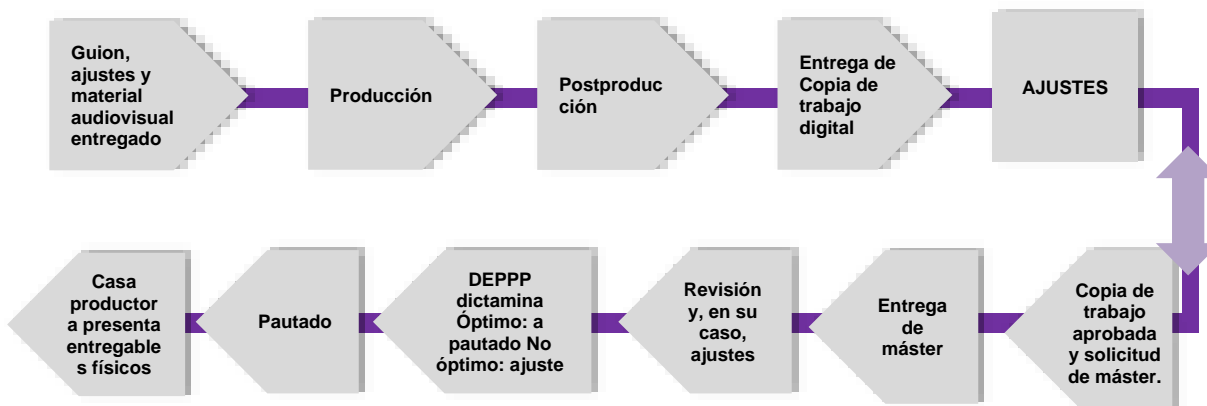 Guion,
ajustes y
material
audiovisual
entregado
Producción
Postproduc
ción
Entrega de
Copia de
trabajo
digital
AJUSTES
Copia de
trabajo
aprobada
y solicitud
de máster.
Entrega
de
máster
Revisión
y, en su
caso,
ajustes
DEPPP
dictamina
Óptimo: a
pautado No
óptimo: ajuste
Pautado
Casa
productor
a presenta
entregable
s físicos